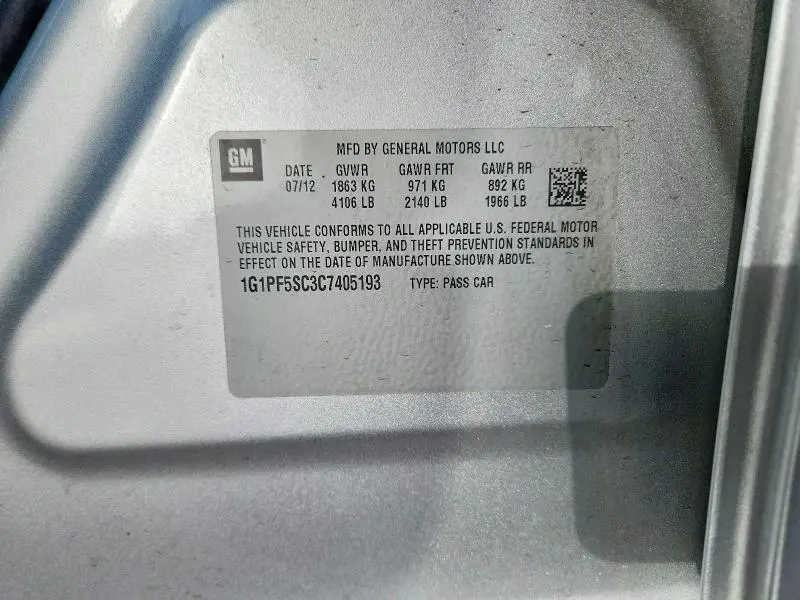 GM
MFD BY GENERAL MOTORS LLC
DATE GVWR GAWR FRT GAWR RR
07/12 1863 KG 971 KG 892 KG
4106 LB 2140 LB 1966 LB
THIS VEHICLE CONFORMS TO ALL APPLICABLE U.S. FEDERAL MOTOR
VEHICLE SAFETY, BUMPER, AND THEFT PREVENTION STANDARDS IN
EFFECT ON THE DATE OF MANUFACTURE SHOWN ABOVE.
1G1PF5SC3C7405193 TYPE: PASS CAR